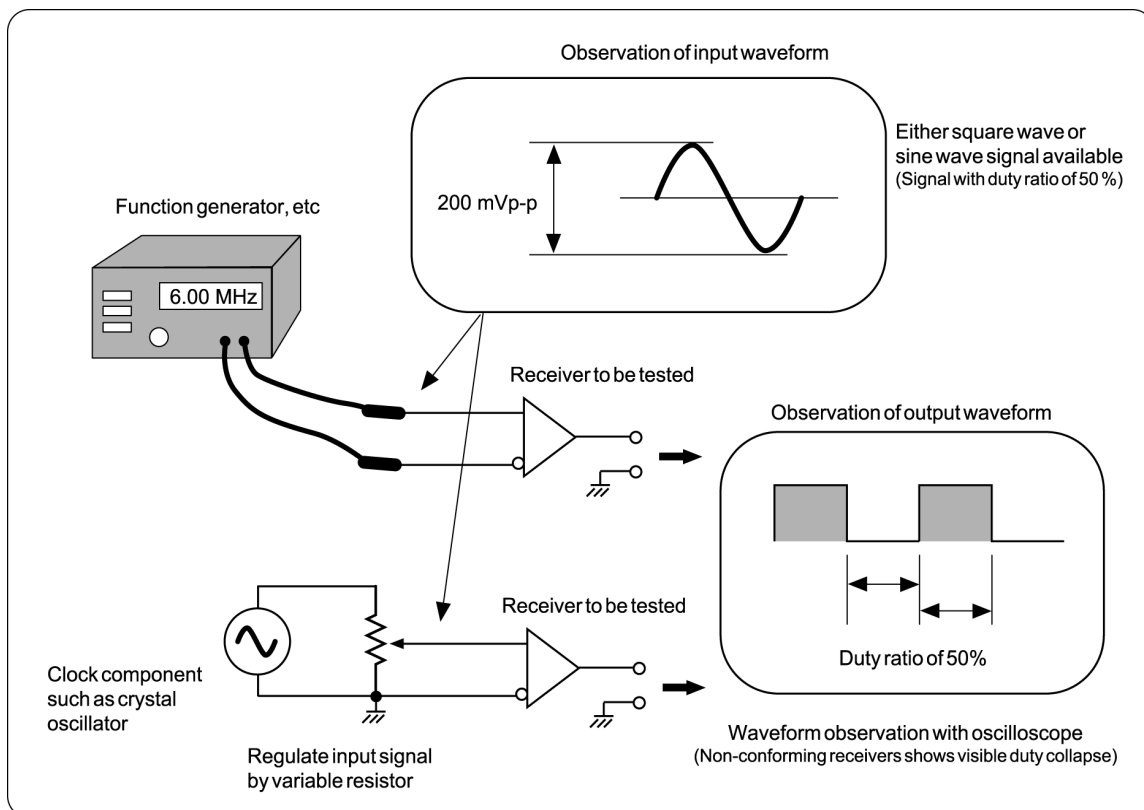 Observation of input waveform
Either square wave or
sine wave signal available
(Signal with duty ratio of 50 %)
200 mVp-p
Function generator, etc
6.00 MHz
Receiver to be tested
Observation of output waveform
Receiver to be tested
Duty ratio of 50%
Clock component
such as crystal
oscillator
Regulate input signal
by variable resistor
Waveform observation with oscilloscope
(Non-conforming receivers shows visible duty collapse)